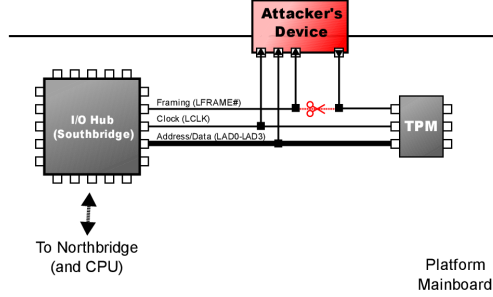 Attacker's
Device
I/O Hub
(Southbridge)
Framing (LFRAME#)
Clock (LCLK)
Address/Data (LAD0-LAD3)
TPM
To Northbridge
(and CPU)
Platform
Mainboard